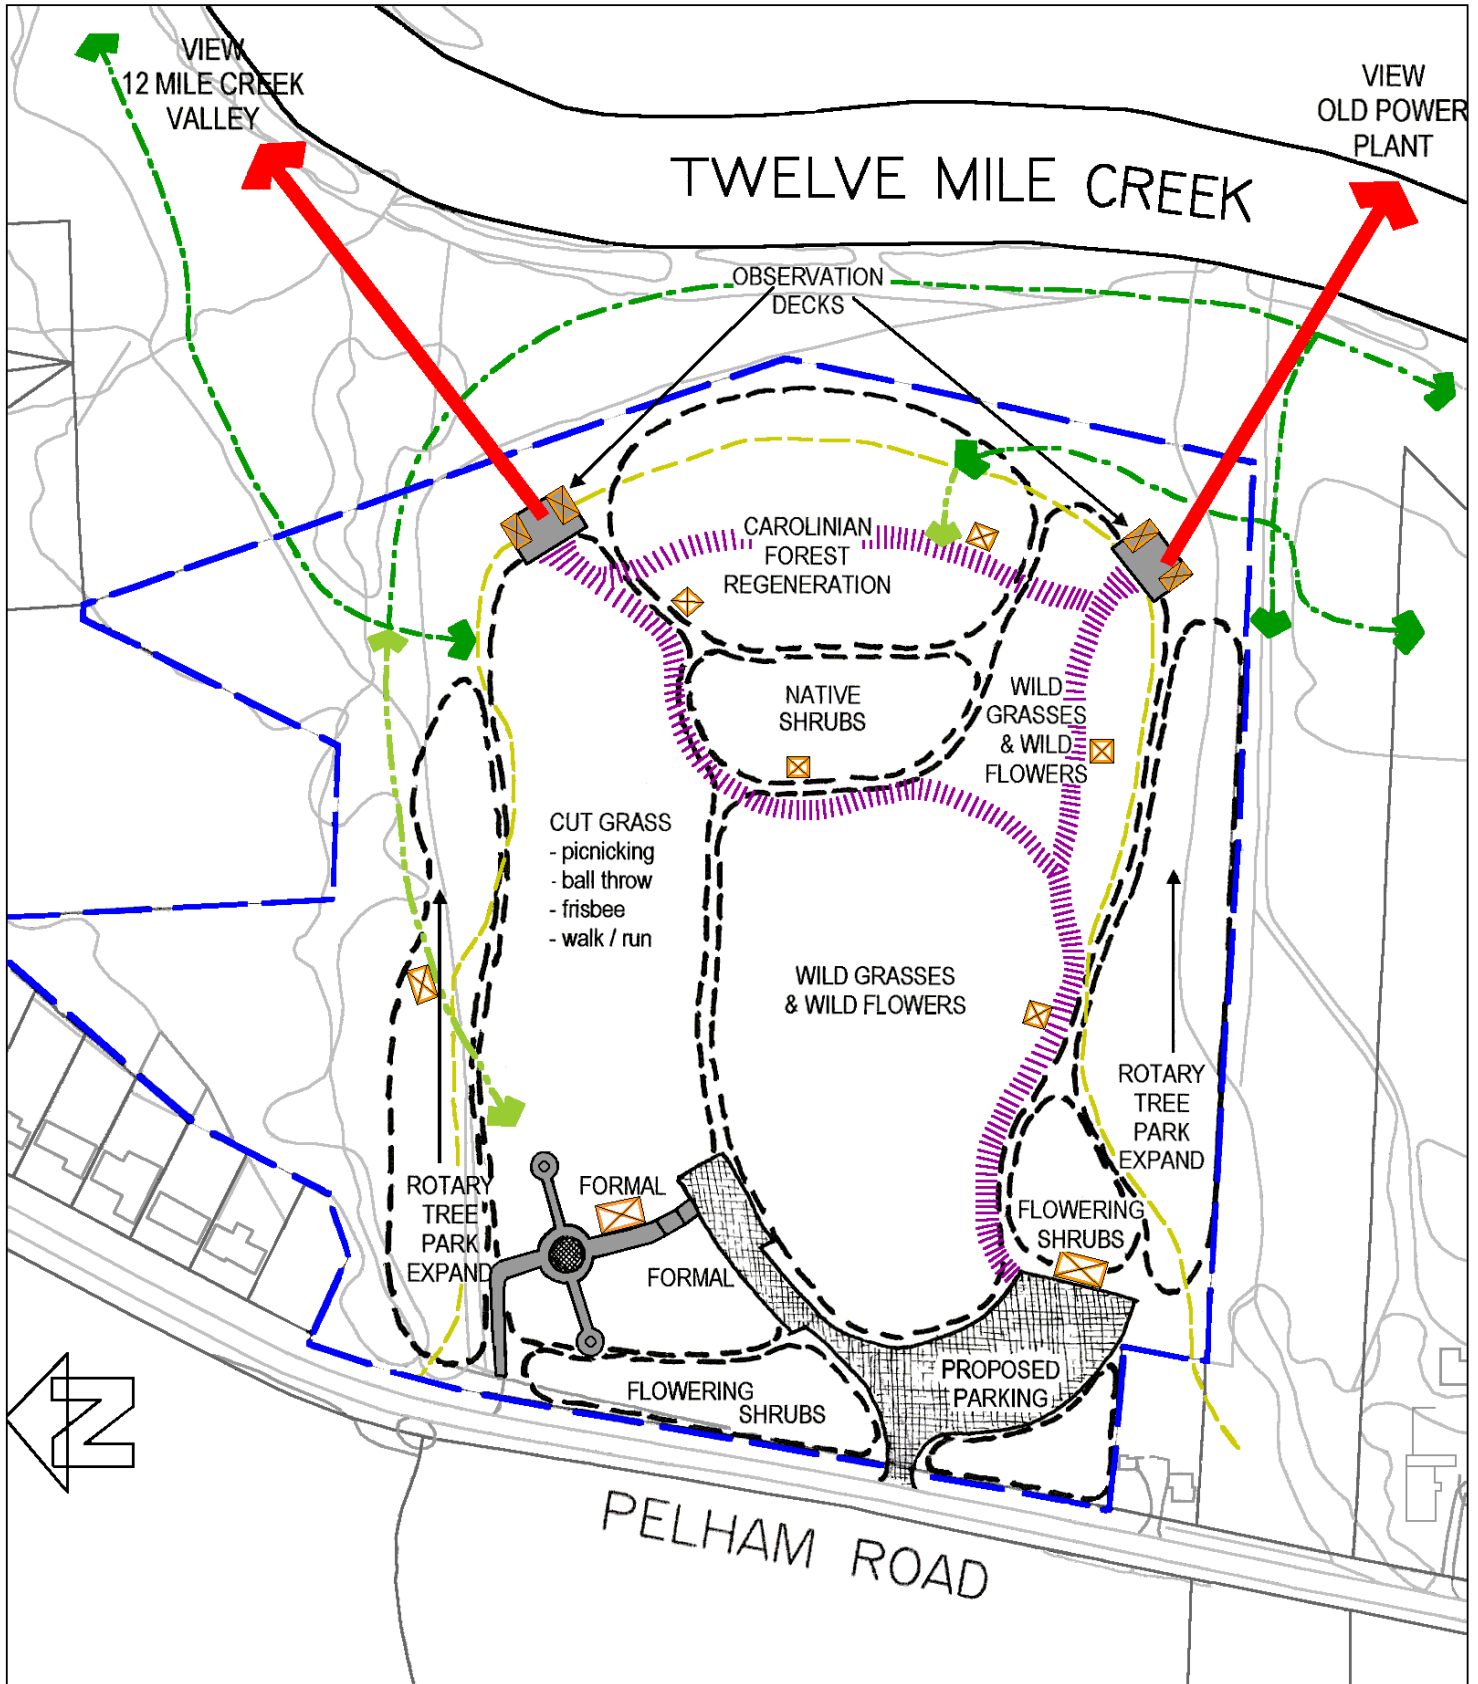 VIEW
12 MILE CREEK
VALLEY
VIEW
OLD POWER
PLANT
TWELVE MILE CREEK
OBSERVATION
DECKS
CAROLINIAN
FOREST
REGENERATION
NATIVE
SHRUBS
WILD
GRASSES
& WILD
FLOWERS
CUT GRASS
- picnicking
- ball throw
- frisbee
- walk / run
WILD GRASSES
& WILD FLOWERS
ROTARY
TREE
PARK
EXPAND
ROTARY
TREE
PARK
EXPAND
FORMAL
FORMAL
FLOWERING
SHRUBS
FLOWERING
SHRUBS
PROPOSED
PARKING
N
PELHAM ROAD